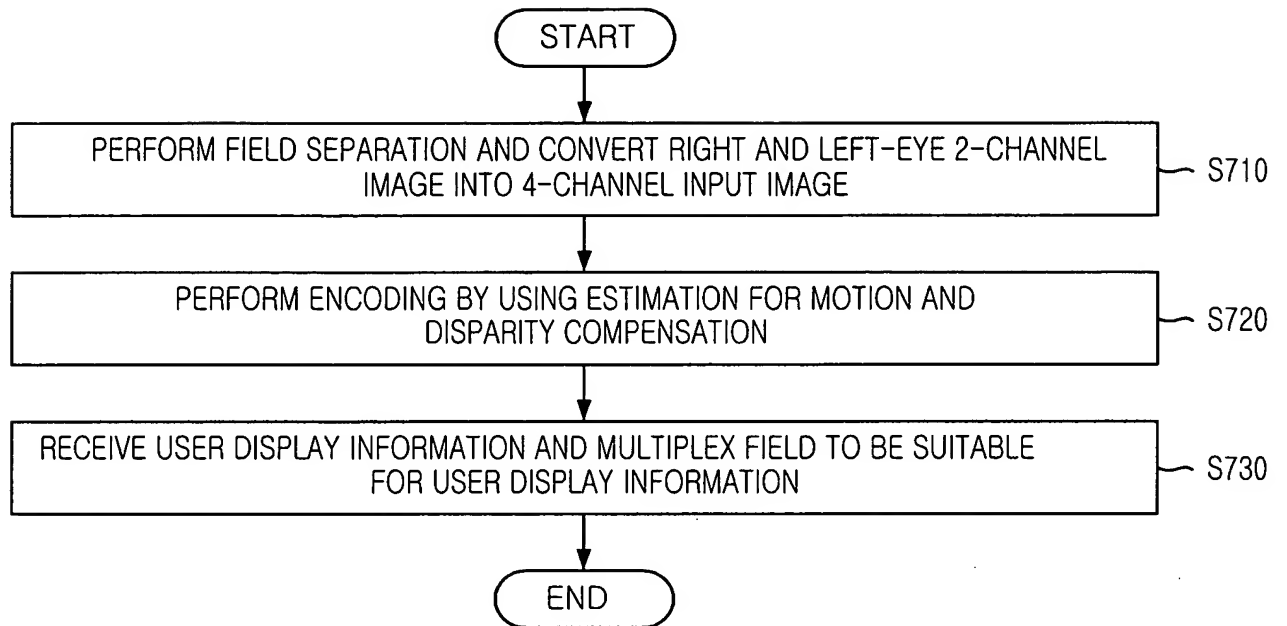 START
PERFORM FIELD SEPARATION AND CONVERT RIGHT AND LEFT-EYE 2-CHANNEL
IMAGE INTO 4-CHANNEL INPUT IMAGE
S710
PERFORM ENCODING BY USING ESTIMATION FOR MOTION AND
DISPARITY COMPENSATION
S720
RECEIVE USER DISPLAY INFORMATION AND MULTIPLEX FIELD TO BE SUITABLE
FOR USER DISPLAY INFORMATION
S730
END